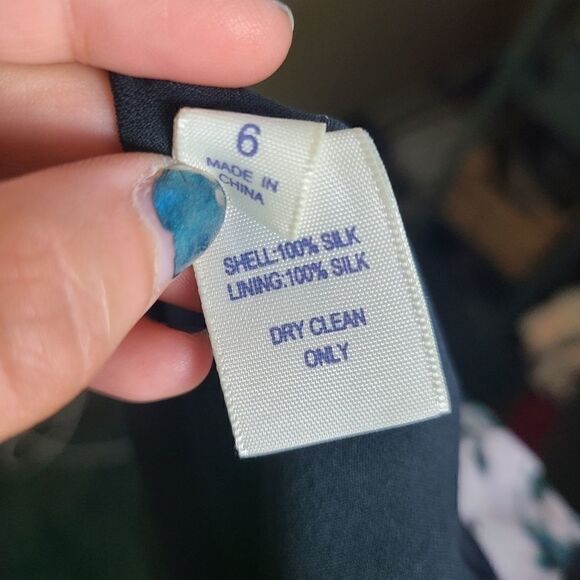 6
MADE IN
CHINA
SHELL:100% SILK
LINING:100% SILK
DRY CLEAN
ONLY